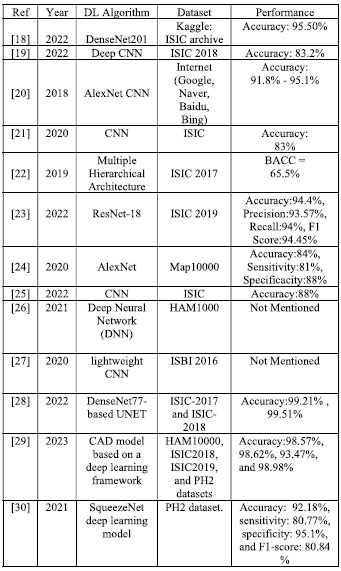 Ref Year DL Algorithm Dataset Performance
[18] 2022 DenseNet201 Kaggle: Accuracy: 95.50%
ISIC archive
[19] 2022 Deep CNN ISIC 2018 Accuracy: 83.2%
[20] 2018 AlexNet CNN Internet Accuracy:
(Google, 91.8% - 95.1%
Naver,
Baidu,
Bing)
[21] 2020 CNN ISIC Accuracy:
83%
[22] 2019 Multiple ISIC 2017 BACC =
Hierarchical 65.5%
Architecture
[23] 2022 ResNet-18 ISIC 2019 Accuracy:94.4%,
Precision:93.57%,
Recall:94%, F1
Score:94.45%
[24] 2020 AlexNet Map10000 Accuracy:84%,
Sensitivity:81%,
Specificacity:88%
[25] 2022 CNN ISIC Accuracy:88%
[26] 2021 Deep Neural HAM1000 Not Mentioned
Network
(DNN)
[27] 2020 lightweight ISBI 2016 Not Mentioned
CNN
[28] 2022 DenseNet77- ISIC-2017 Accuracy:99.21% ,
based UNET and ISIC- 99.51%
2018
[29] 2023 CAD model HAM10000, Accuracy:98.57%,
based on a ISIC2018, 98.62%, 93.47%,
deep learning ISIC2019, and 98.98%
framework and PH2
datasets
[30] 2021 SqueezeNet PH2 dataset. Accuracy: 92.18%,
deep learning sensitivity: 80.77%,
model specificity: 95.1%,
and F1-score: 80.84
%